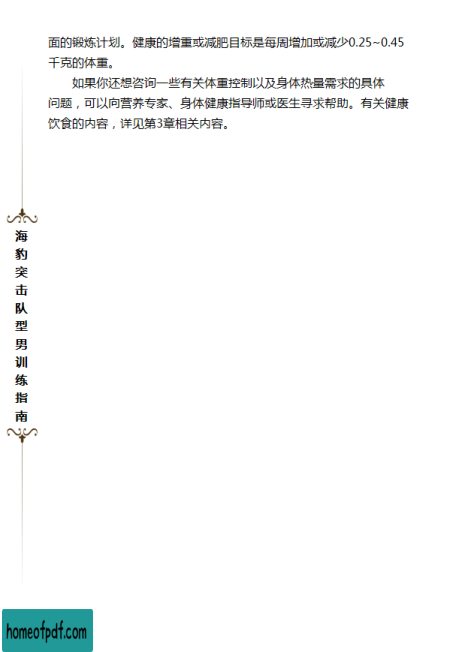 面的锻炼计划。健康的增重或减肥目标是每周增加或减少0.25~0.45
千克的体重。
如果你还想咨询一些有关体重控制以及身体热量需求的具体
问题，可以向营养专家、身体健康指导师或医生寻求帮助。有关健康
饮食的内容，详见第3章相关内容。
海豹突击队型男训练指南
homeofpdf.com